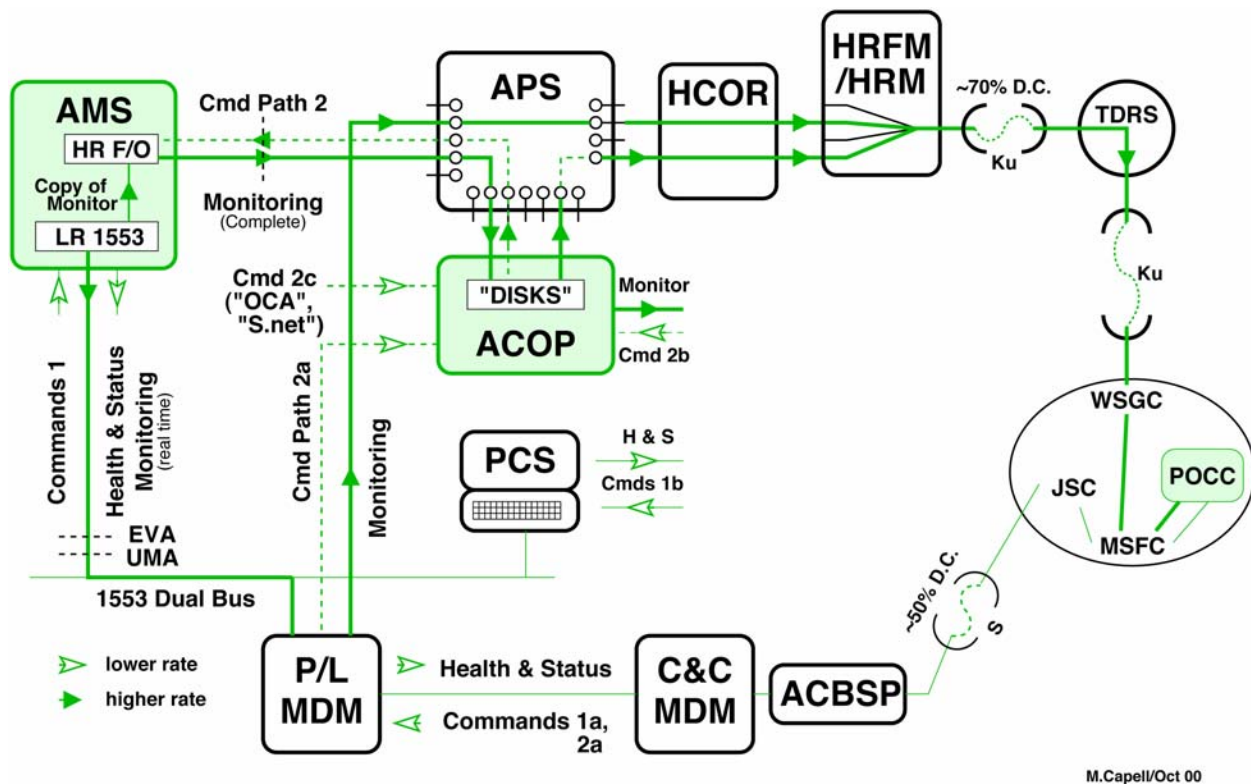 AMS
HR F/O
Copy of
Monitor
LR 1553
Cmd Path 2
Monitoring
(Complete)
APS
HCOR
HRFM
/HRM
~70% D.C.
Ku
TDRS
Ku
Cmd 2c
("OCA",
"S.net")
"DISKS"
ACOP
Monitor
Cmd 2b
Commands 1
Health & Status
Monitoring
(real time)
Cmd Path 2a
Monitoring
PCS
H & S
Cmds 1b
WSGC
JSC
POCC
MSFC
EVA
UMA
1553 Dual Bus
~50% D.C.
S
lower rate
higher rate
P/L
MDM
Health & Status
Commands 1a,
2a
C&C
MDM
ACBSP
M.Capell/Oct 00